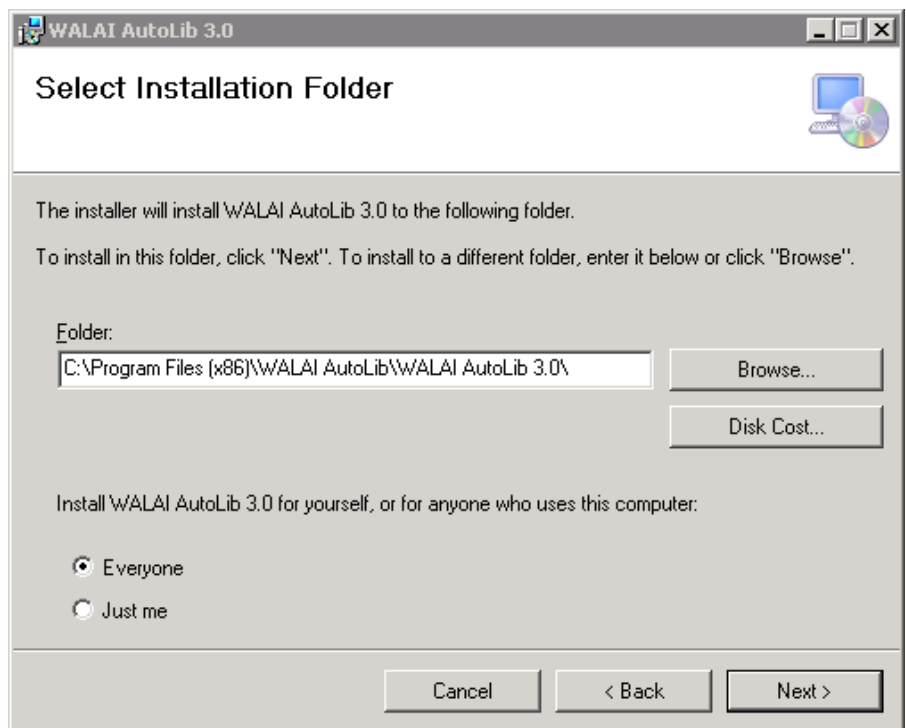 WALAI AutoLib 3.0
Select Installation Folder
The installer will install WALAI AutoLib 3.0 to the following folder.
To install in this folder, click "Next". To install to a different folder, enter it below or click "Browse".
Folder:
C:\Program Files (x86)\WALAI AutoLib\WALAI AutoLib 3.0\
Browse...
Disk Cost...
Install WALAI AutoLib 3.0 for yourself, or for anyone who uses this computer:
Everyone
Just me
Cancel
< Back
Next >